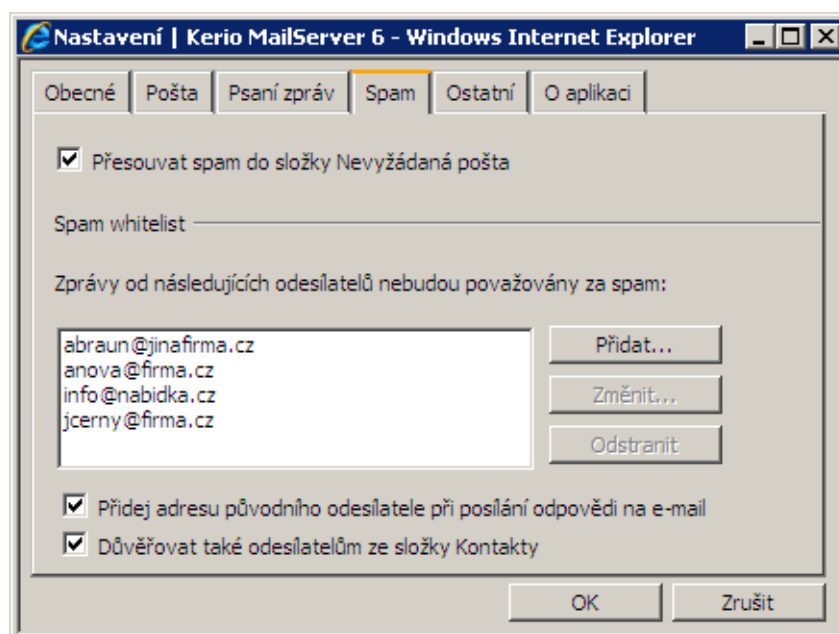 Nastavení | Kerio MailServer 6 - Windows Internet Explorer
Obecné Pošta Psaní zpráv Spam Ostatní O aplikaci
Přesouvat spam do složky Nevyžádaná pošta
Spam whitelist
Zprávy od následujících odesílatelů nebudou považovány za spam:
abraun@jinafirma.cz
anova@firma.cz
info@nabidka.cz
jcerny@firma.cz
Přidat...
Změnit...
Odstranit
Přidej adresu původního odesílatele při posílání odpovědi na e-mail
Důvěřovat také odesílatelům ze složky Kontakty
OK Zrušit